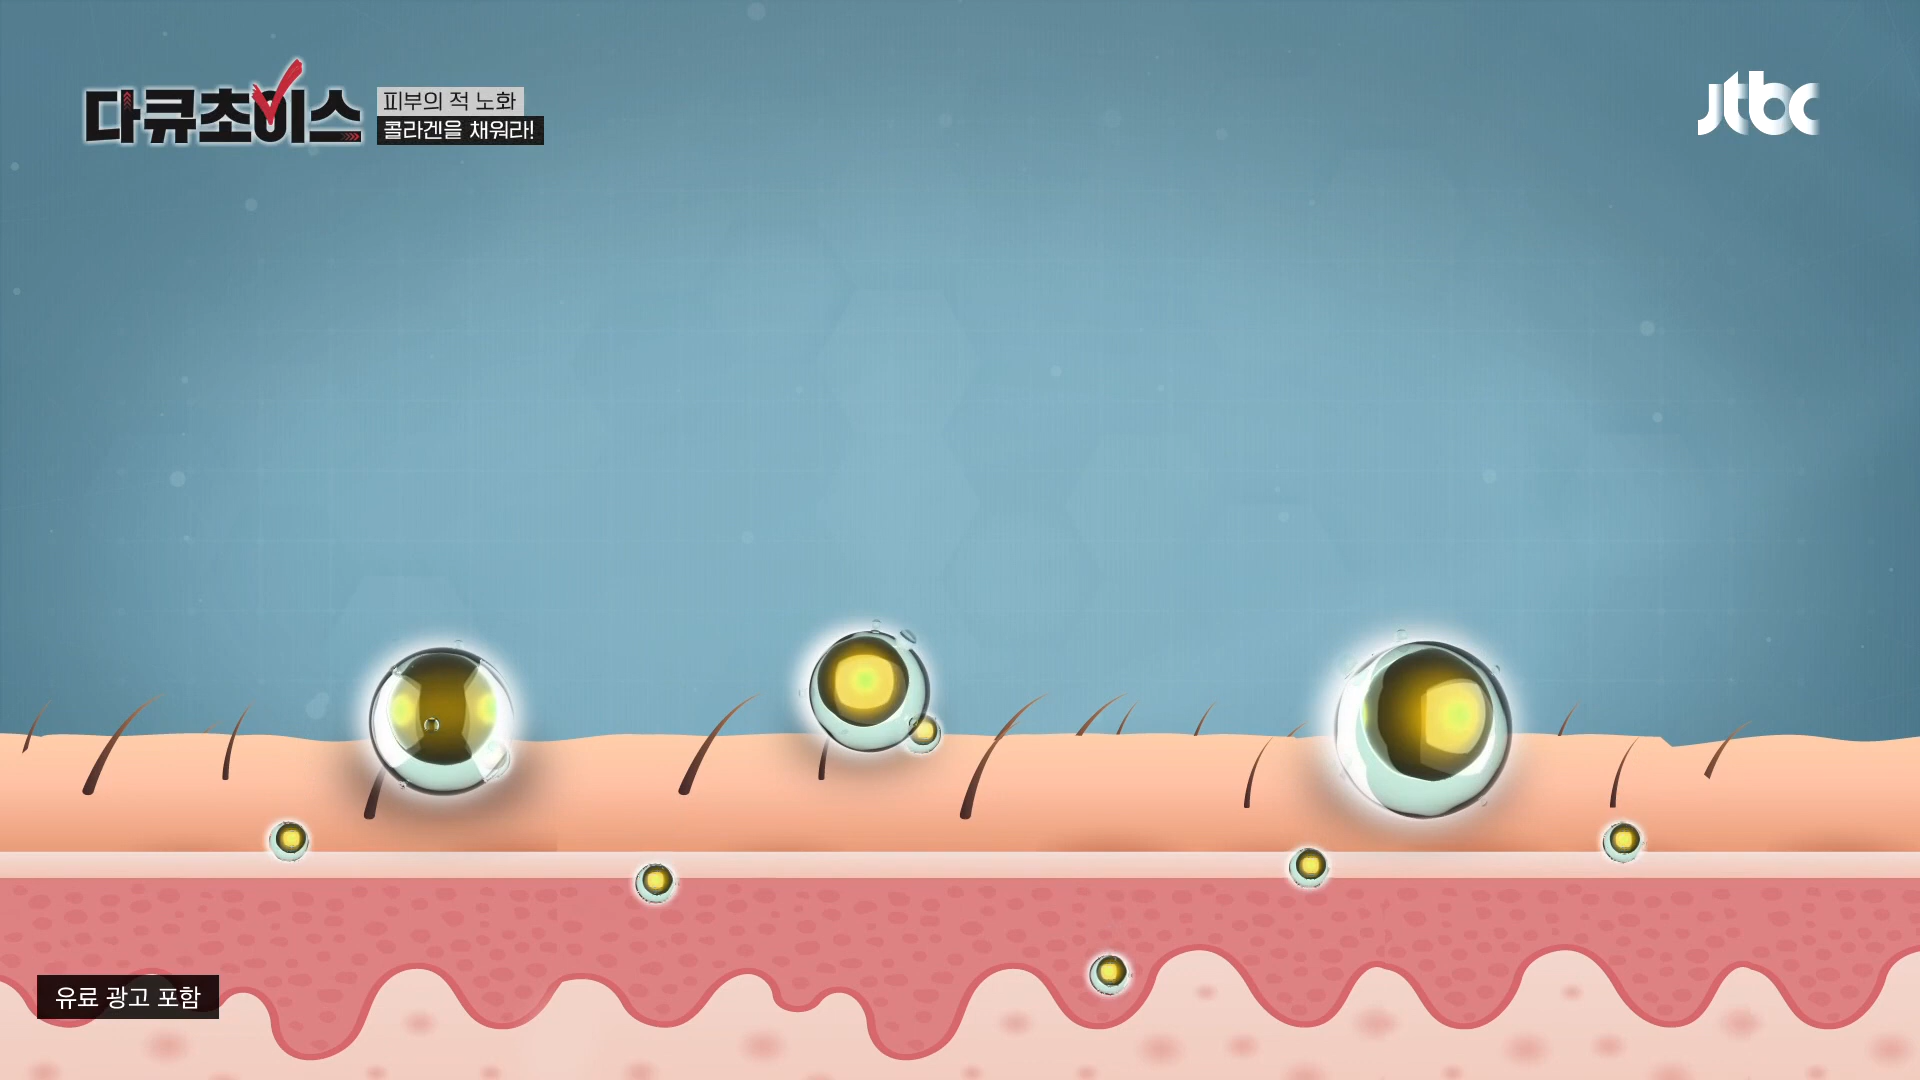 다큐초이스
피부의 적 노화
콜라겐을 채워라!
jtbc
유료 광고 포함